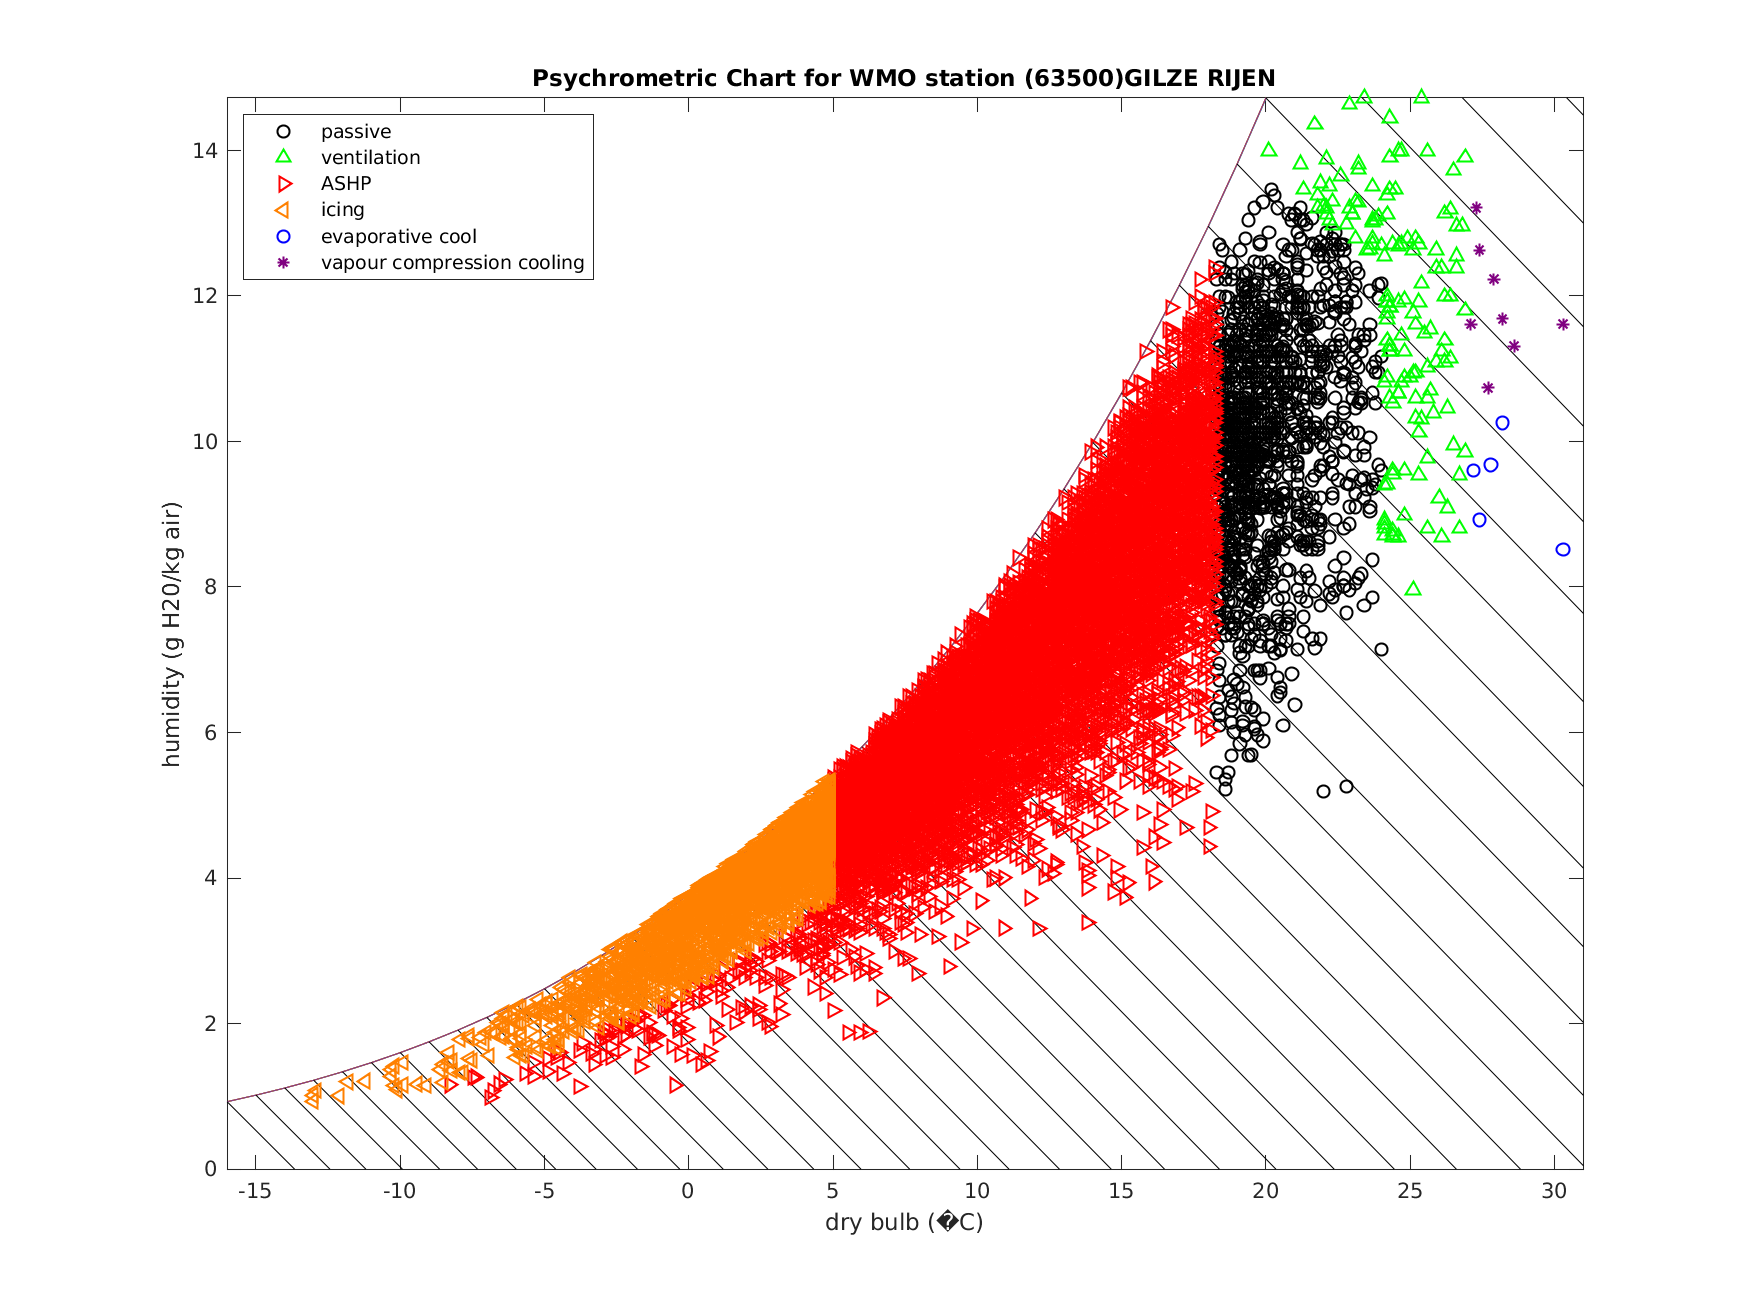 Psychrometric Chart for WMO station (63500)GILZE RIJEN
passive
ventilation
ASHP
icing
evaporative cool
vapour compression cooling
humidity (g H20/kg air)
14
12
10
8
6
4
2
0
-15 -10 -5 0 5 10 15 20 25 30
dry bulb (�C)